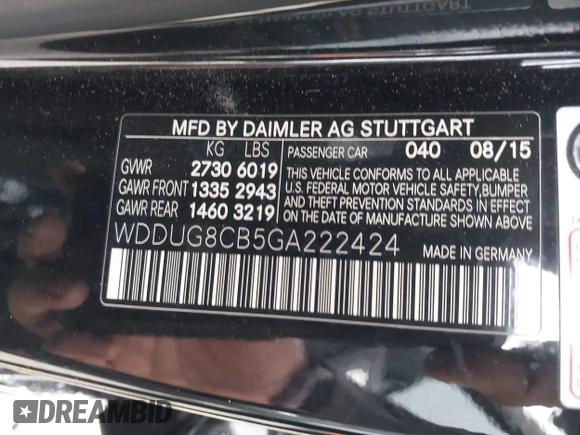 MFD BY DAIMLER AG STUTTGART
KG LBS
GVWR 2730 6019
GAWR FRONT 1335 2943
GAWR REAR 1460 3219
PASSENGER CAR 040 08/15
THIS VEHICLE CONFORMS TO ALL APPLICABLE
U.S. FEDERAL MOTOR VEHICLE SAFETY, BUMPER
AND THEFT PREVENTION STANDARDS IN EFFECT
ON THE DATE OF MANUFACTURE SHOWN ABOVE
WDDUG8CB5GA222424 MADE IN GERMANY
DREAMBID